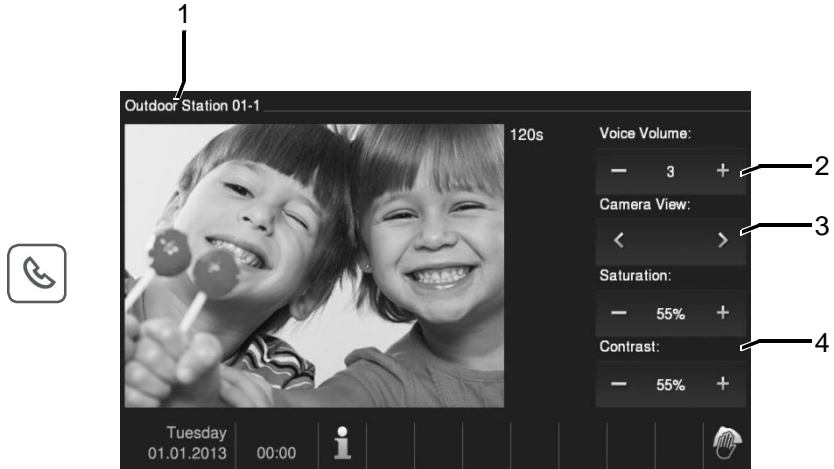 1
Outdoor Station 01-1
120s
Voice Volume:
− 3 +
2
Camera View:
< >
3
Saturation:
− 55% +
Contrast:
4
− 55% +
Tuesday
01.01.2013
00:00
i